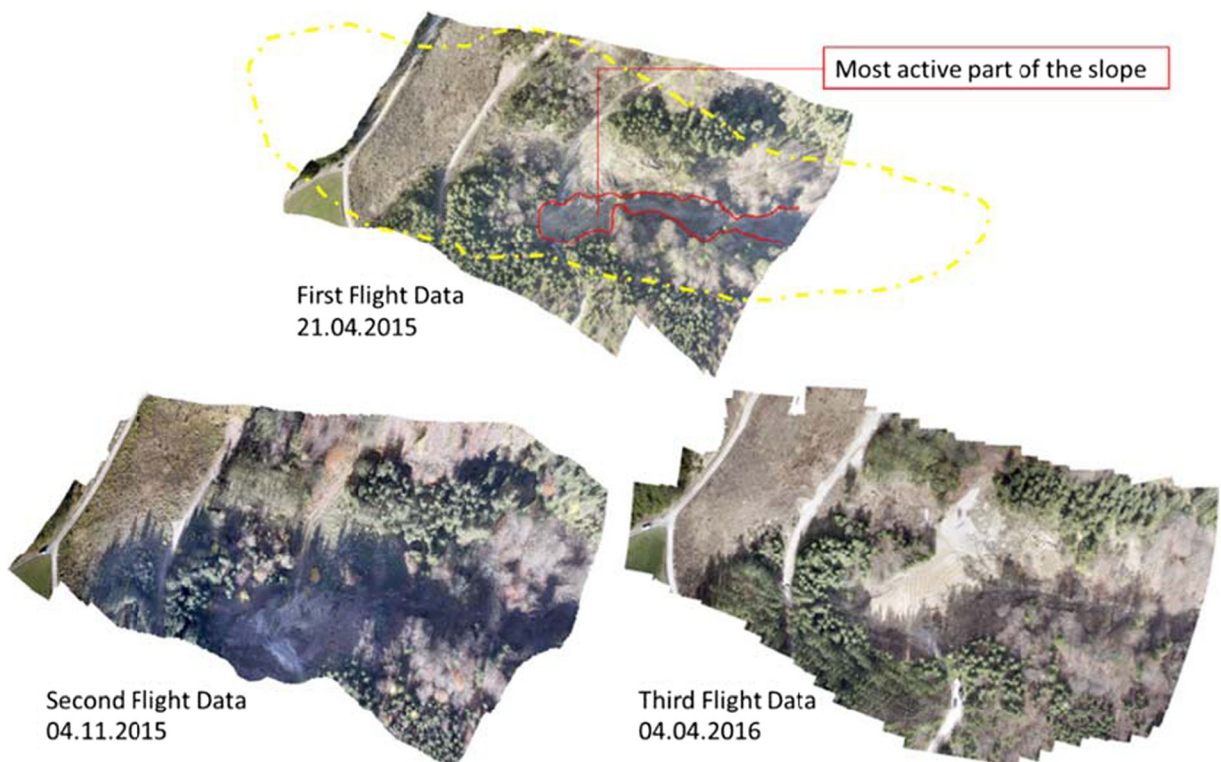 Most active part of the slope
First Flight Data
21.04.2015
Second Flight Data
04.11.2015
Third Flight Data
04.04.2016